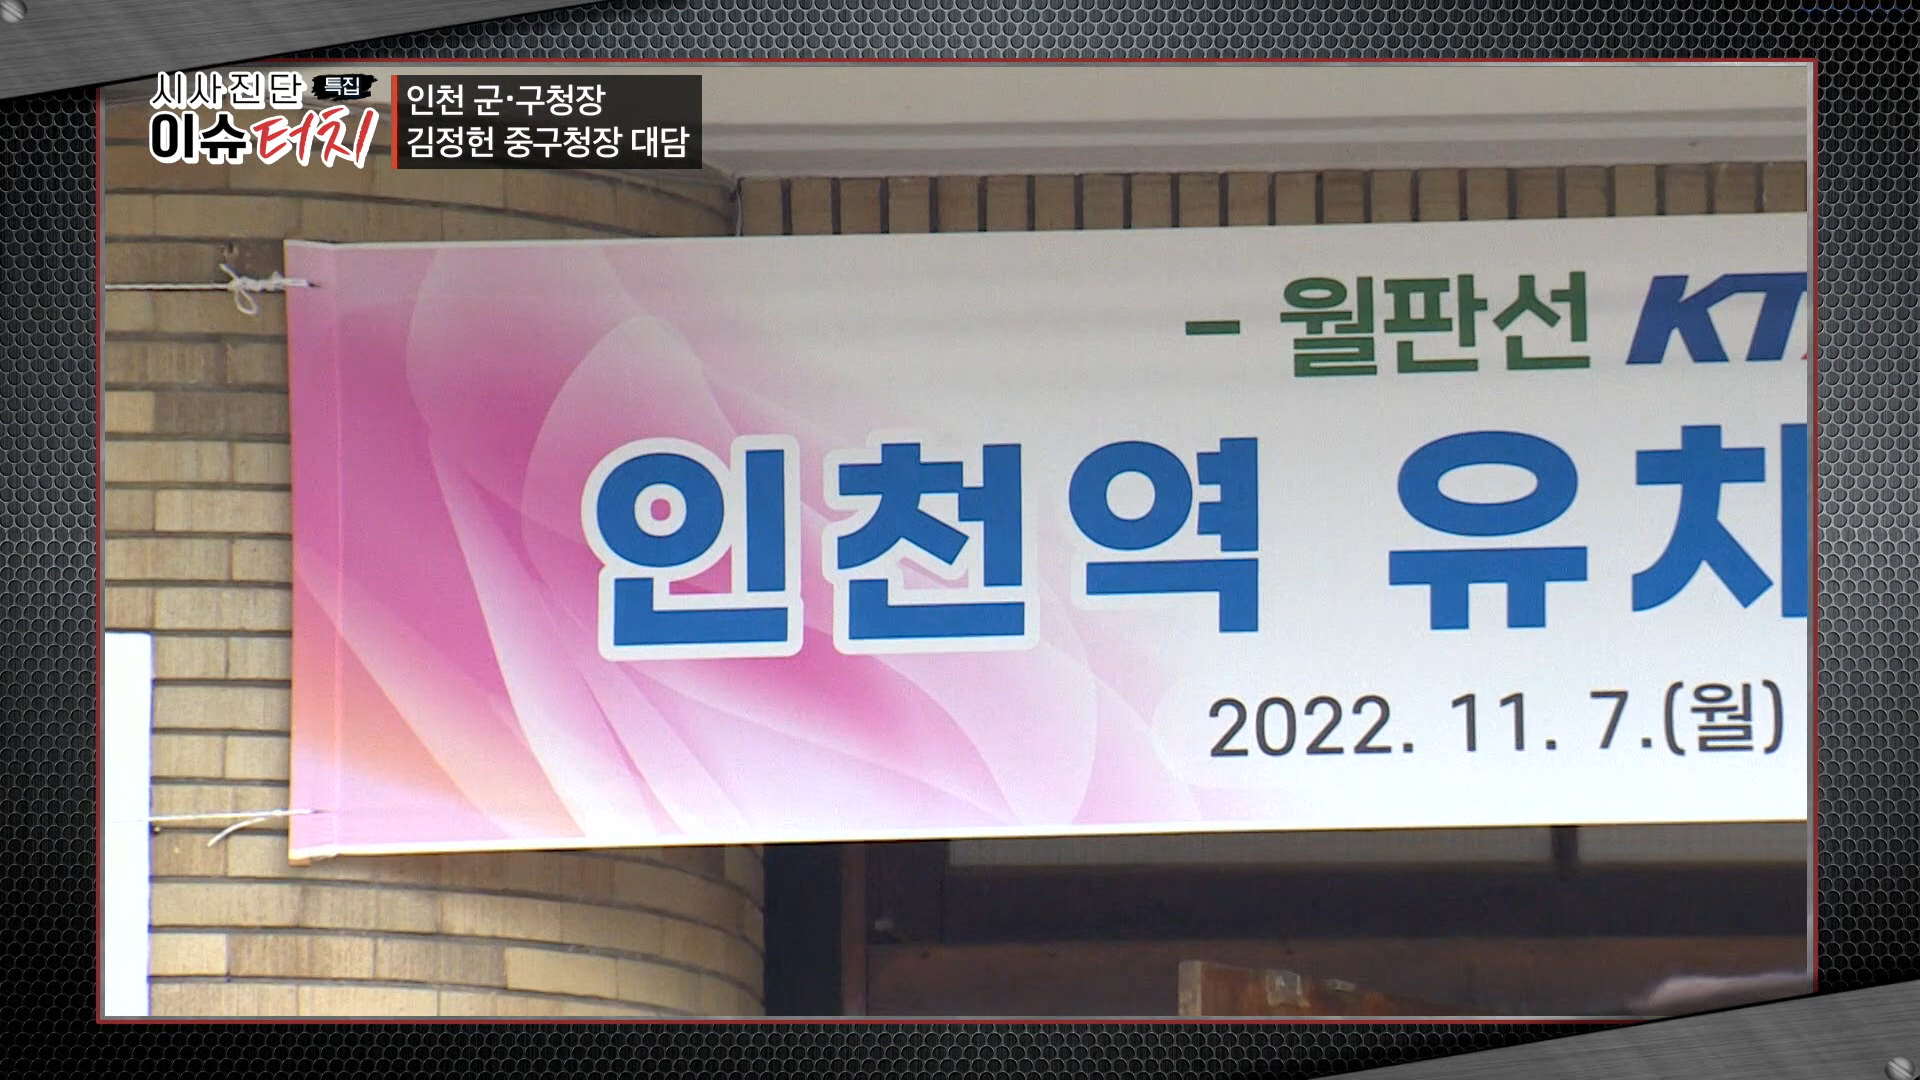 시사진단 특집
이슈터치
인천 군·구청장
김정헌 중구청장 대담
- 월판선 KT
인천역 유치
2022. 11. 7.(월)